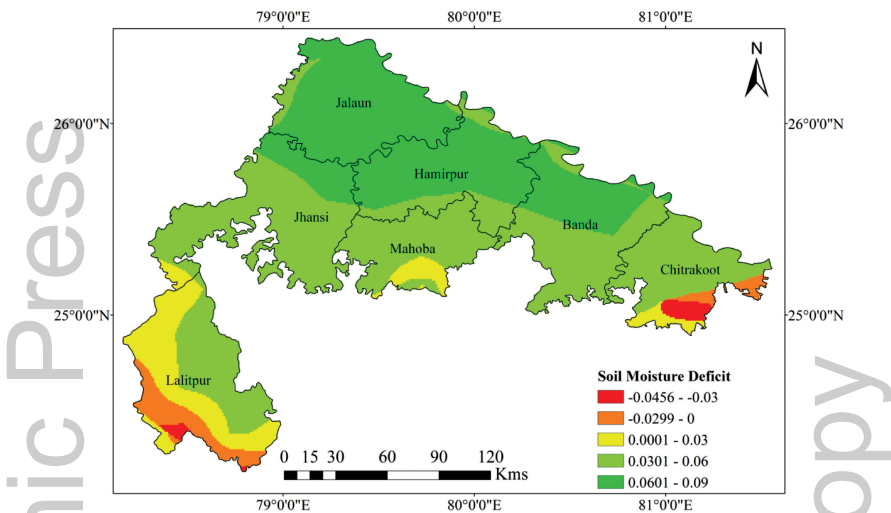 79°0'0"E 80°0'0"E 81°0'0"E
N
Jalaun
26°0'0"N 26°0'0"N
Hamirpur
Jhansi
Banda
Mahoba
Chitrakoot
25°0'0"N 25°0'0"N
Lalitpur
Soil Moisture Deficit
-0.0456 - -0.03
-0.0299 - 0
0.0001 - 0.03
0.0301 - 0.06
0.0601 - 0.09
0 15 30 60 90 120
Kms
79°0'0"E 80°0'0"E 81°0'0"E
nic Press
opy